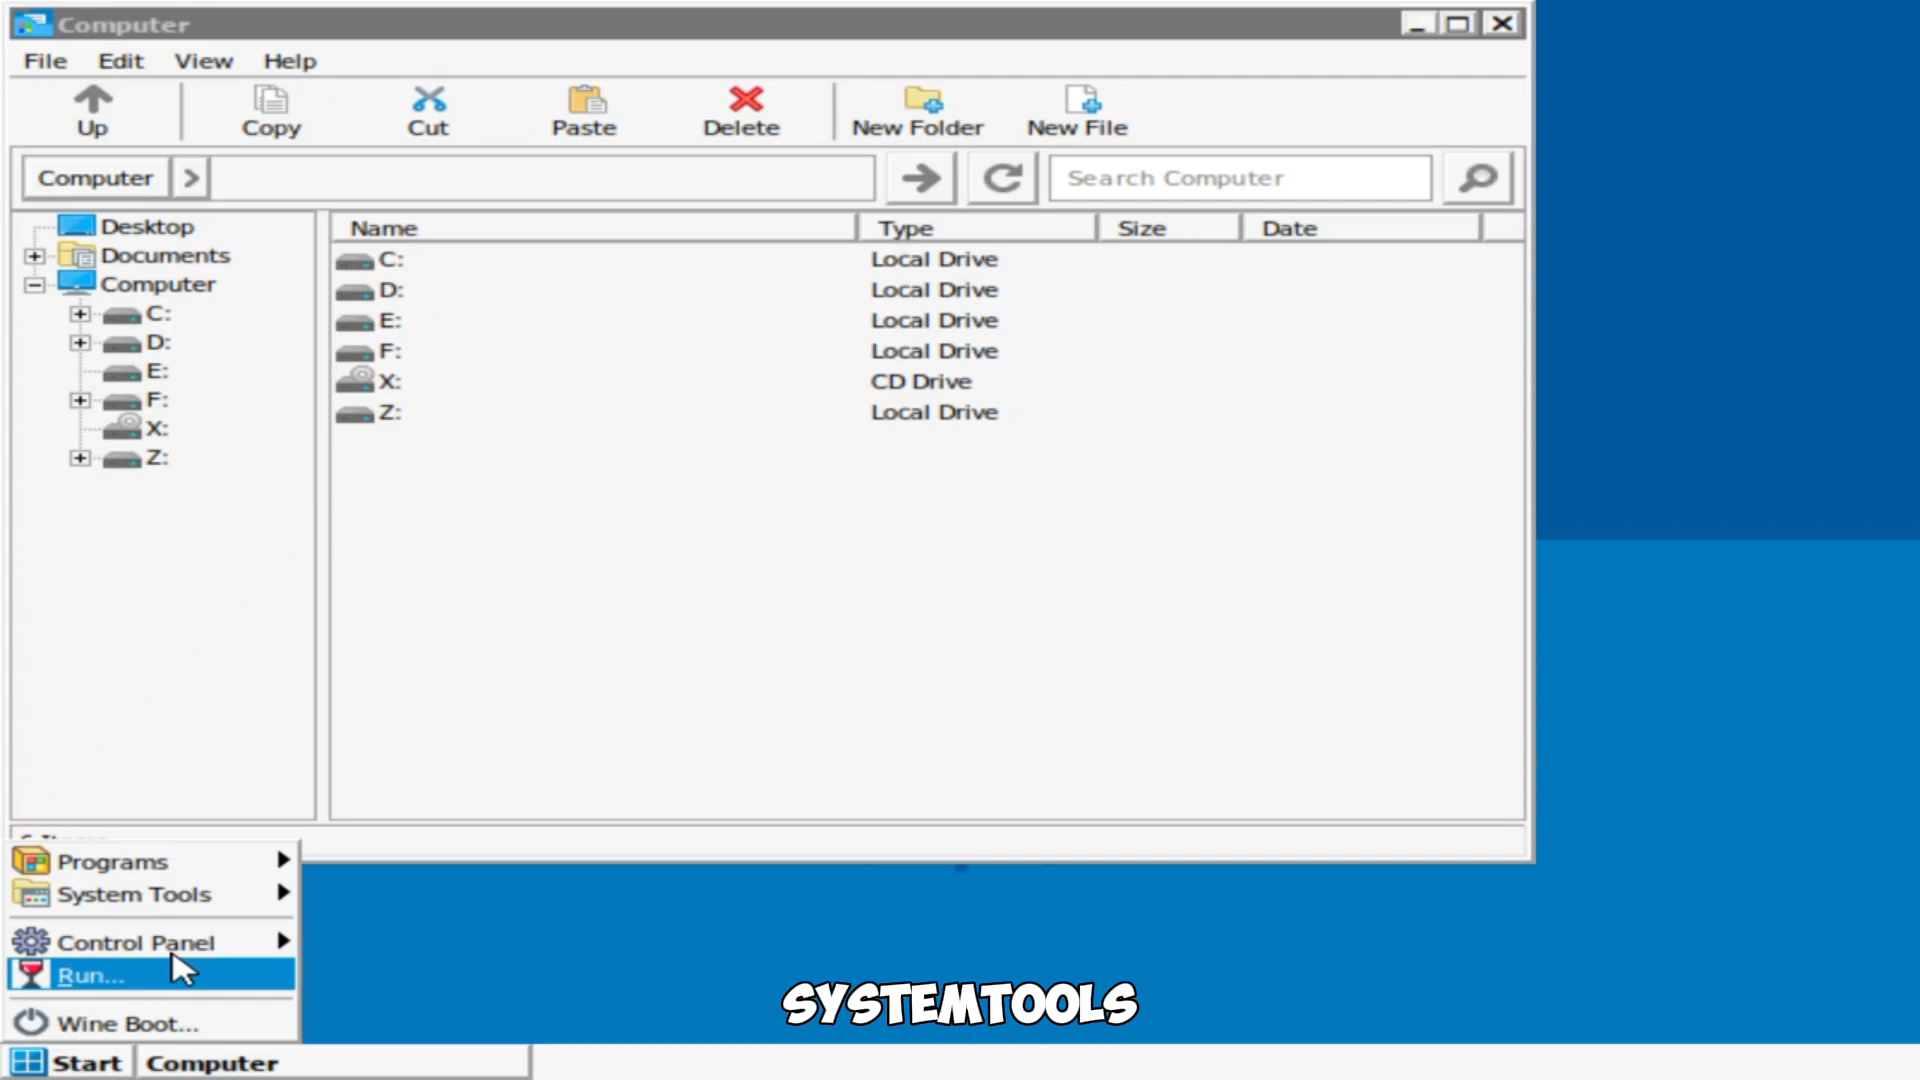 Computer
File Edit View Help
Up Copy Cut Paste Delete New Folder New File
Computer Search Computer
Desktop
Documents
Computer
C:
D:
E:
F:
X:
Z:
Name Type Size Date
C: Local Drive
D: Local Drive
E: Local Drive
F: Local Drive
X: CD Drive
Z: Local Drive
Programs
System Tools
Control Panel
Run...
Wine Boot...
SYSTEMTOOLS
Start Computer